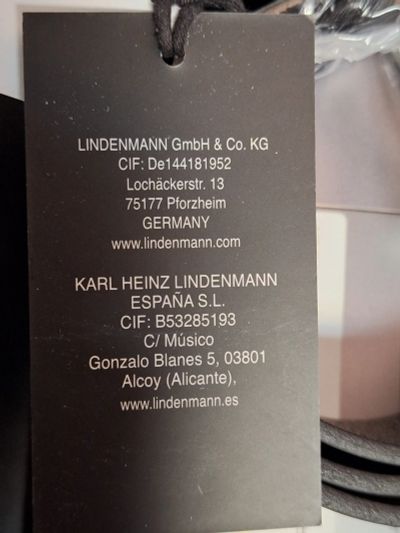 LINDENMANN GmbH & Co. KG
CIF: De144181952
Lochäckerstr. 13
75177 Pforzheim
GERMANY
www.lindenmann.com
KARL HEINZ LINDENMANN
ESPAÑA S.L.
CIF: B53285193
C/ Músico
Gonzalo Blanes 5, 03801
Alcoy (Alicante),
www.lindenmann.es